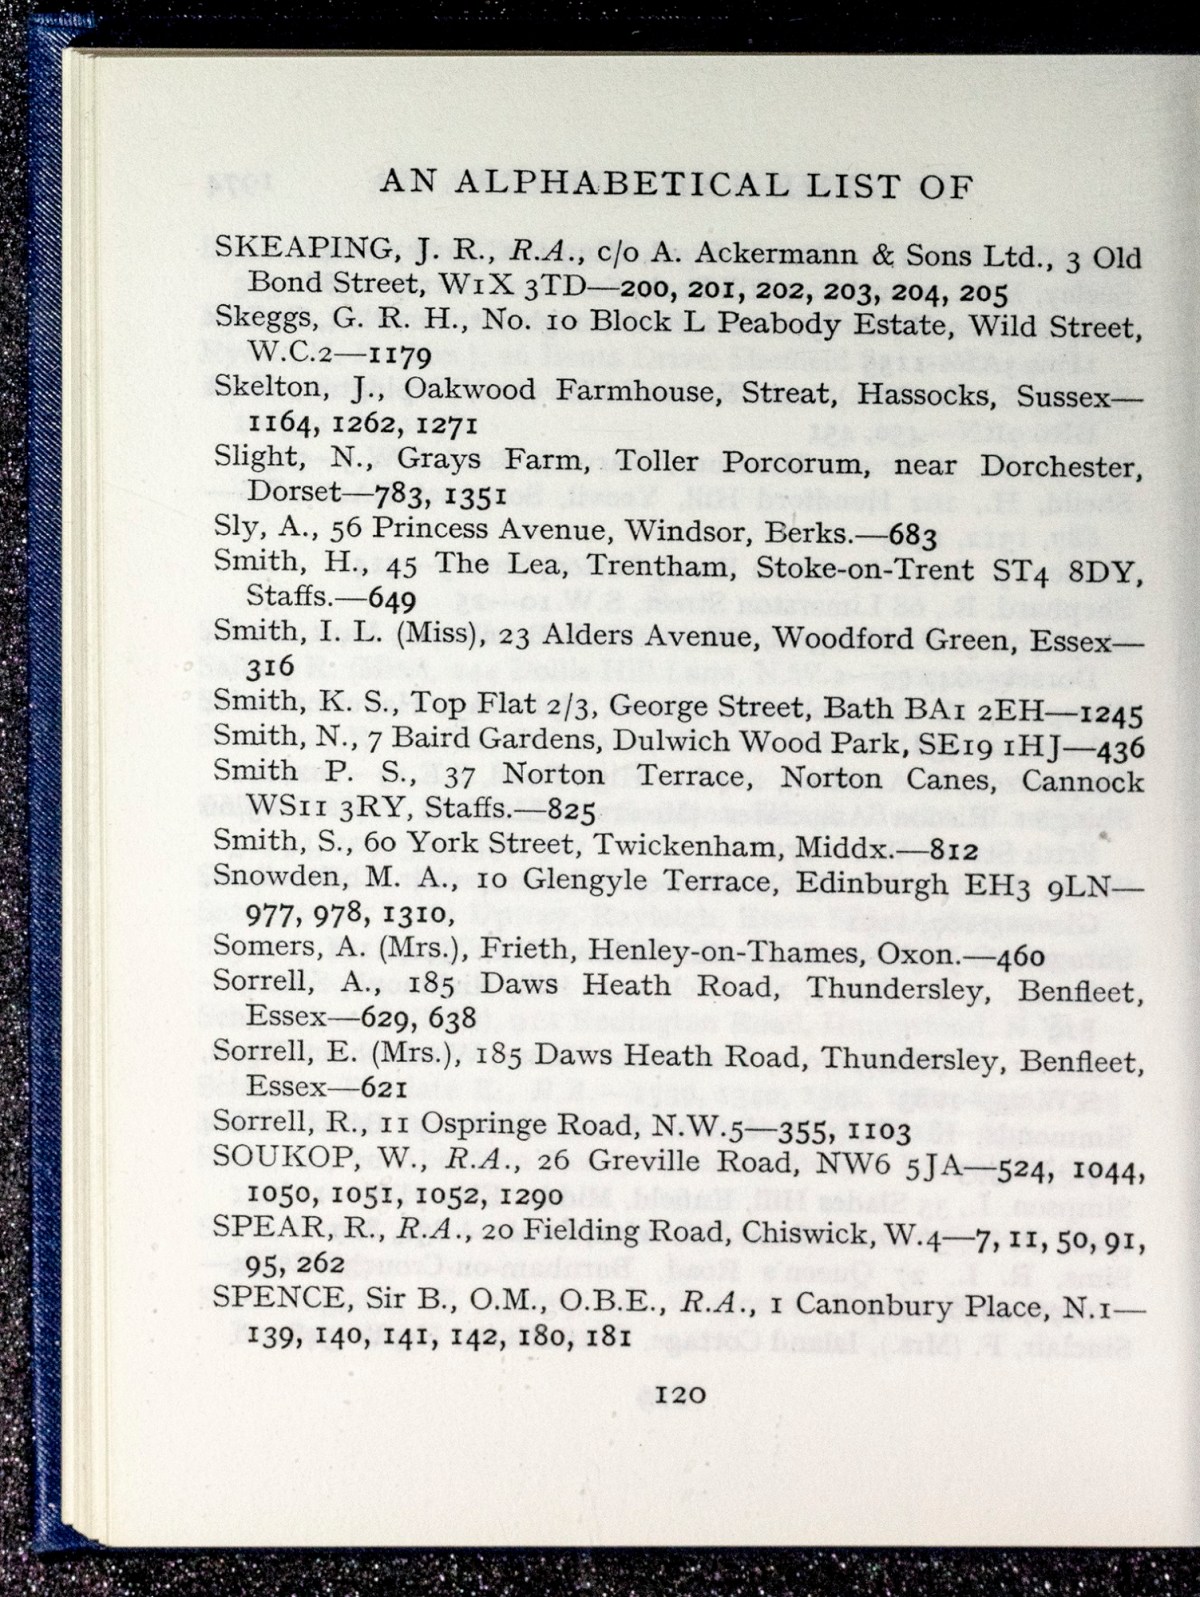 AN ALPHABETICAL LIST OF
SKEAPING, J. R., R.A., c/o A. Ackermann & Sons Ltd., 3 Old
Bond Street, W1X 3TD—200, 201, 202, 203, 204, 205
Skeggs, G. R. H., No. 10 Block L Peabody Estate, Wild Street,
W.C.2—1179
Skelton, J., Oakwood Farmhouse, Streat, Hassocks, Sussex—
1164, 1262, 1271
Slight, N., Grays Farm, Toller Porcorum, near Dorchester,
Dorset—783, 1351
Sly, A., 56 Princess Avenue, Windsor, Berks.—683
Smith, H., 45 The Lea, Trentham, Stoke-on-Trent ST4 8DY,
Staffs.—649
Smith, I. L. (Miss), 23 Alders Avenue, Woodford Green, Essex—
316
Smith, K. S., Top Flat 2/3, George Street, Bath BA1 2EH—1245
Smith, N., 7 Baird Gardens, Dulwich Wood Park, SE19 1HJ—436
Smith P. S., 37 Norton Terrace, Norton Canes, Cannock
WS11 3RY, Staffs.—825
Smith, S., 60 York Street, Twickenham, Middx.—812
Snowden, M. A., 10 Glengyle Terrace, Edinburgh EH3 9LN—
977, 978, 1310,
Somers, A. (Mrs.), Frieth, Henley-on-Thames, Oxon.—460
Sorrell, A., 185 Daws Heath Road, Thundersley, Benfleet,
Essex—629, 638
Sorrell, E. (Mrs.), 185 Daws Heath Road, Thundersley, Benfleet,
Essex—621
Sorrell, R., 11 Ospringe Road, N.W.5—355, 1103
SOUKOP, W., R.A., 26 Greville Road, NW6 5JA—524, 1044,
1050, 1051, 1052, 1290
SPEAR, R., R.A., 20 Fielding Road, Chiswick, W.4—7, 11, 50, 91,
95, 262
SPENCE, Sir B., O.M., O.B.E., R.A., 1 Canonbury Place, N.1—
139, 140, 141, 142, 180, 181
120